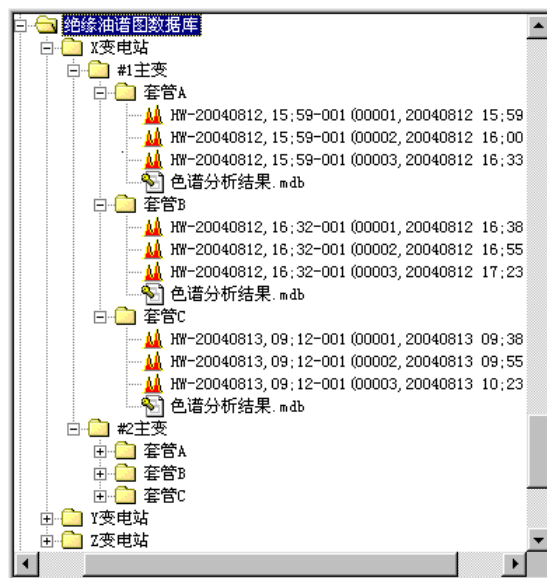 绝缘油谱图数据库
X变电站
#1主变
套管A
HW-20040812,15;59-001(00001,20040812 15;59
HW-20040812,15;59-001(00002,20040812 16;00
HW-20040812,15;59-001(00003,20040812 16;33
色谱分析结果.mdb
套管B
HW-20040812,16;32-001(00001,20040812 16;38
HW-20040812,16;32-001(00002,20040812 16;55
HW-20040812,16;32-001(00003,20040812 17;23
色谱分析结果.mdb
套管C
HW-20040813,09;12-001(00001,20040813 09;38
HW-20040813,09;12-001(00002,20040813 09;55
HW-20040813,09;12-001(00003,20040813 10;23
色谱分析结果.mdb
#2主变
套管A
套管B
套管C
Y变电站
Z变电站